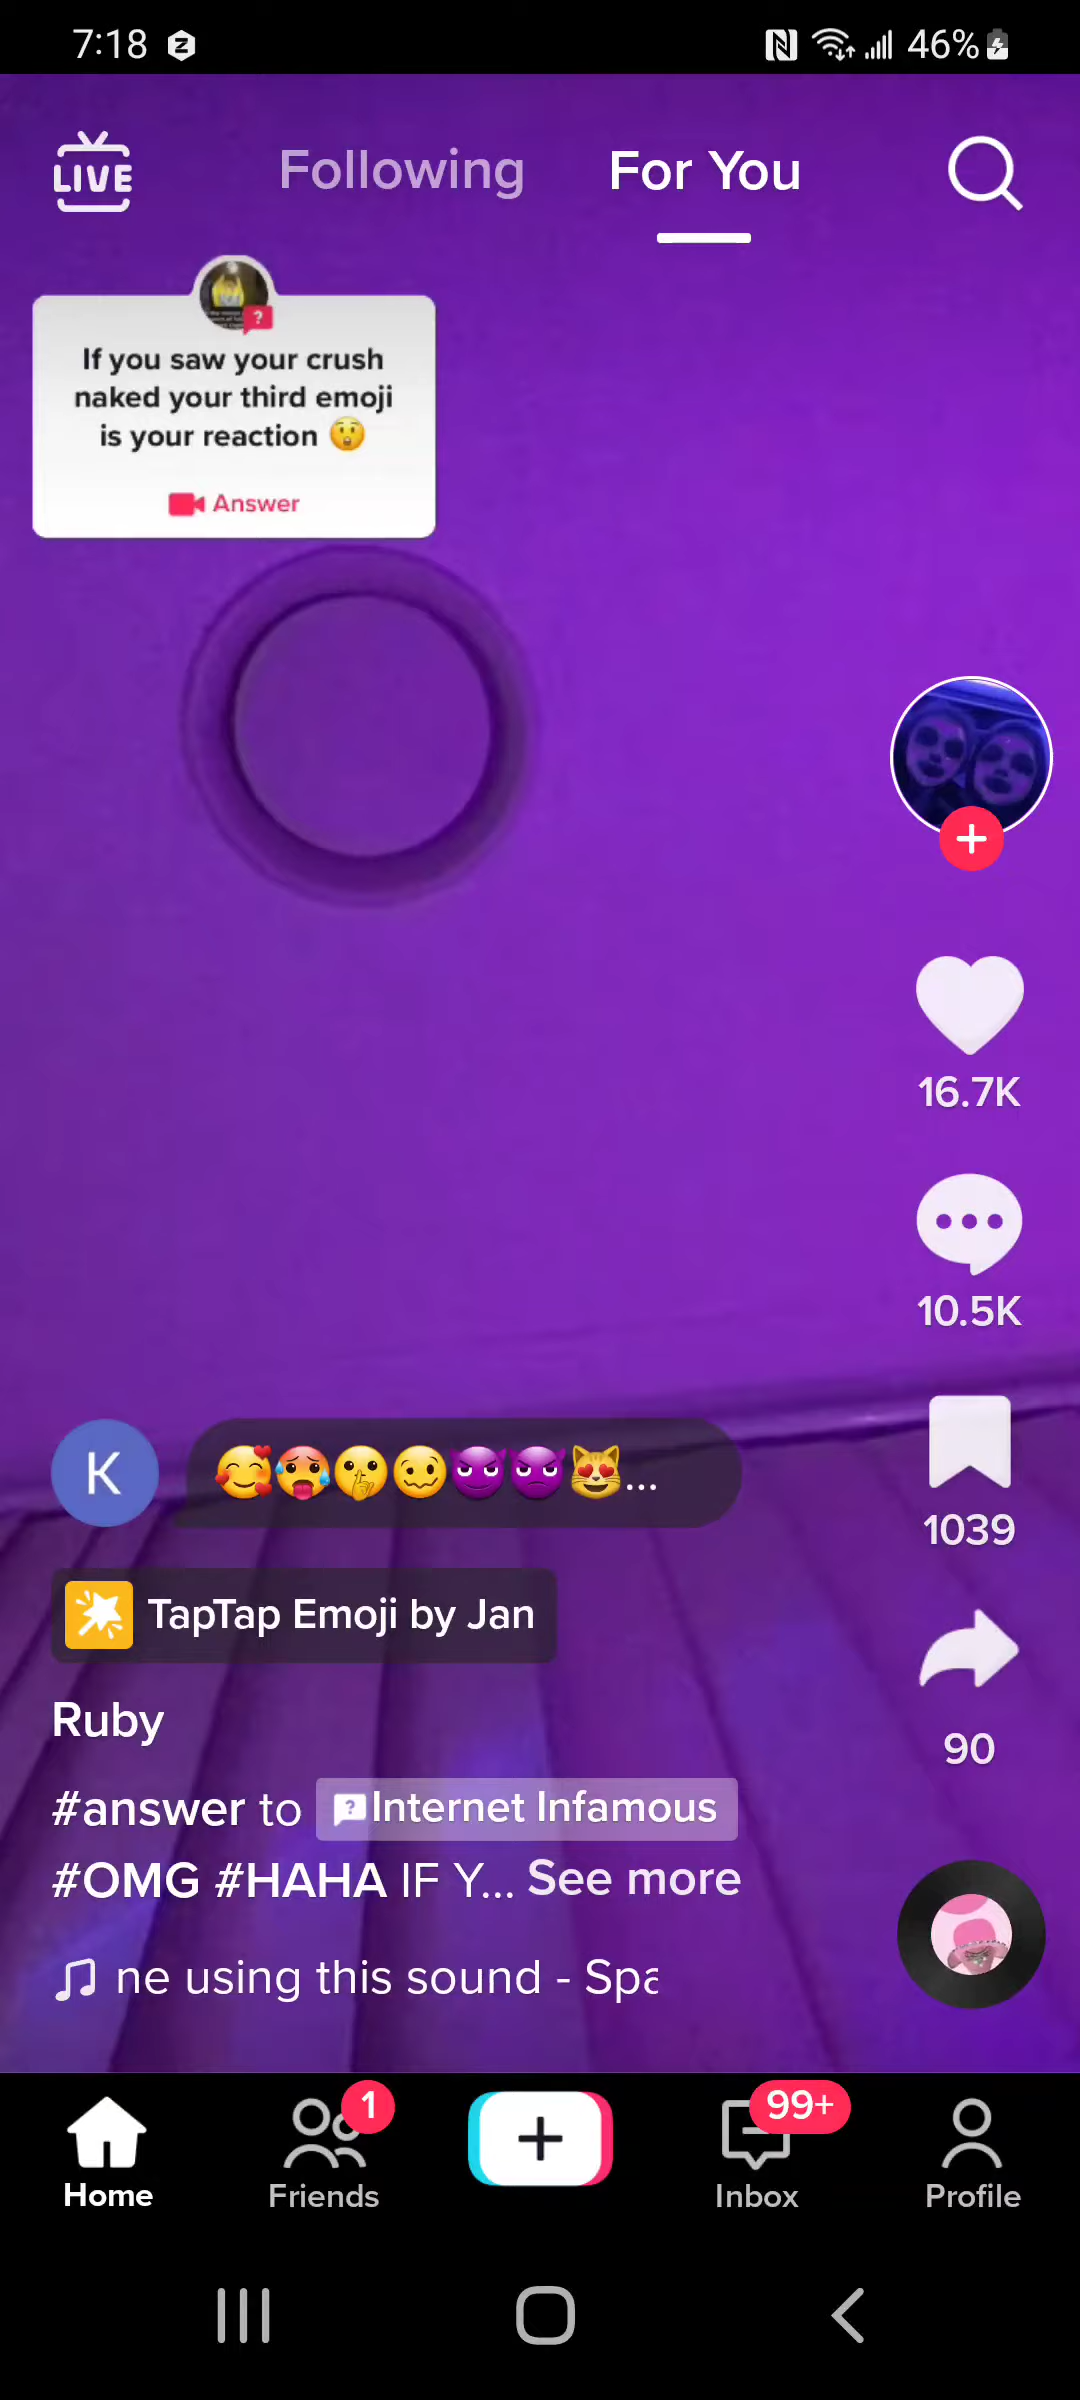 7:18
46%
LIVE
Following
For You
If you saw your crush
naked your third emoji
is your reaction 😲
Answer
16.7K
10.5K
1039
90
K
🥰🥵🤫🥴😈👿😻...
TapTap Emoji by Jan
Ruby
#answer to Internet Infamous
#OMG #HAHA IF Y... See more
ne using this sound - Spa
1
99+
Home
Friends
Inbox
Profile